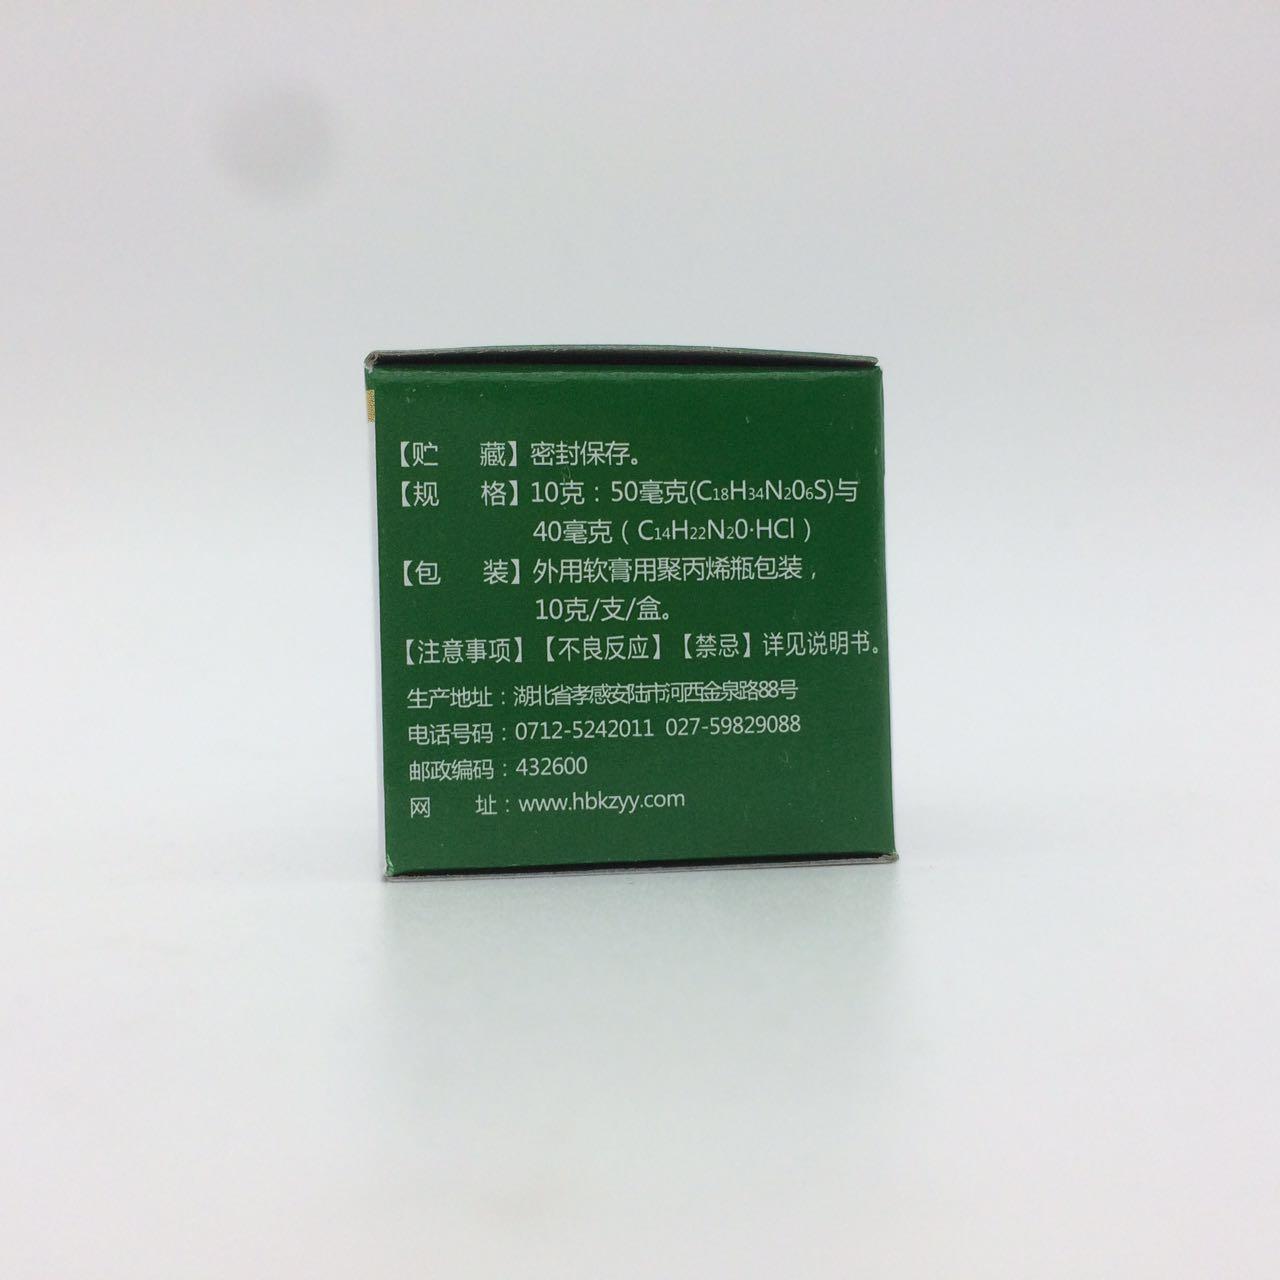 【贮 藏】密封保存。
【规 格】10克：50毫克(C18H34N2O6S)与
40毫克（C14H22N2O·HCl）
【包 装】外用软膏用聚丙烯瓶包装，
10克/支/盒。
【注意事项】【不良反应】【禁忌】详见说明书。
生产地址：湖北省孝感安陆市河西金泉路88号
电话号码：0712-5242011 027-59829088
邮政编码：432600
网 址：www.hbkzyy.com